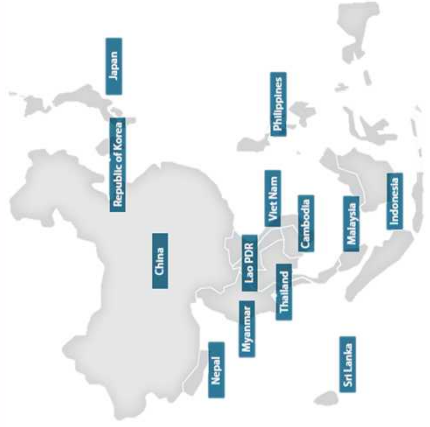 Japan
Republic of Korea
China
Nepal
Myanmar
Lao PDR
Thailand
Viet Nam
Cambodia
Philippines
Malaysia
Indonesia
Sri Lanka